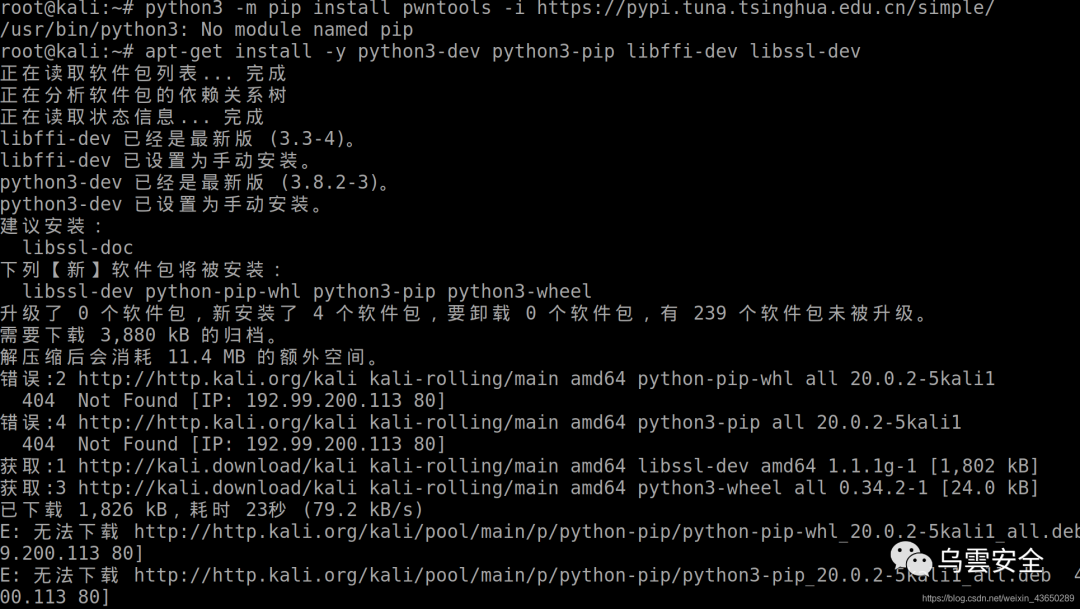 root@kali:~# python3 -m pip install pwntools -i https://pypi.tuna.tsinghua.edu.cn/simple/
/usr/bin/python3: No module named pip
root@kali:~# apt-get install -y python3-dev python3-pip libffi-dev libssl-dev
正在读取软件包列表... 完成
正在分析软件包的依赖关系树
正在读取状态信息... 完成
libffi-dev 已经是最新版 (3.3-4)。
libffi-dev 已设置为手动安装。
python3-dev 已经是最新版 (3.8.2-3)。
python3-dev 已设置为手动安装。
建议安装：
  libssl-doc
下列【新】软件包将被安装：
  libssl-dev python-pip-whl python3-pip python3-wheel
升级了 0 个软件包，新安装了 4 个软件包，要卸载 0 个软件包，有 239 个软件包未被升级。
需要下载 3,880 kB 的归档。
解压缩后会消耗 11.4 MB 的额外空间。
错误:2 http://http.kali.org/kali kali-rolling/main amd64 python-pip-whl all 20.0.2-5kali1
  404  Not Found [IP: 192.99.200.113 80]
错误:4 http://http.kali.org/kali kali-rolling/main amd64 python3-pip all 20.0.2-5kali1
  404  Not Found [IP: 192.99.200.113 80]
获取:1 http://kali.download/kali kali-rolling/main amd64 libssl-dev amd64 1.1.1g-1 [1,802 kB]
获取:3 http://kali.download/kali kali-rolling/main amd64 python3-wheel all 0.34.2-1 [24.0 kB]
已下载 1,826 kB，耗时 23秒 (79.2 kB/s)
E: 无法下载 http://http.kali.org/kali/pool/main/p/python-pip/python-pip-whl_20.0.2-5kali1_all.deb
9.200.113 80]
E: 无法下载 http://http.kali.org/kali/pool/main/p/python-pip/python3-pip_20.0.2-5kali1_all.deb  4
00.113 80]
乌雲安全
https://blog.csdn.net/weixin_43650289